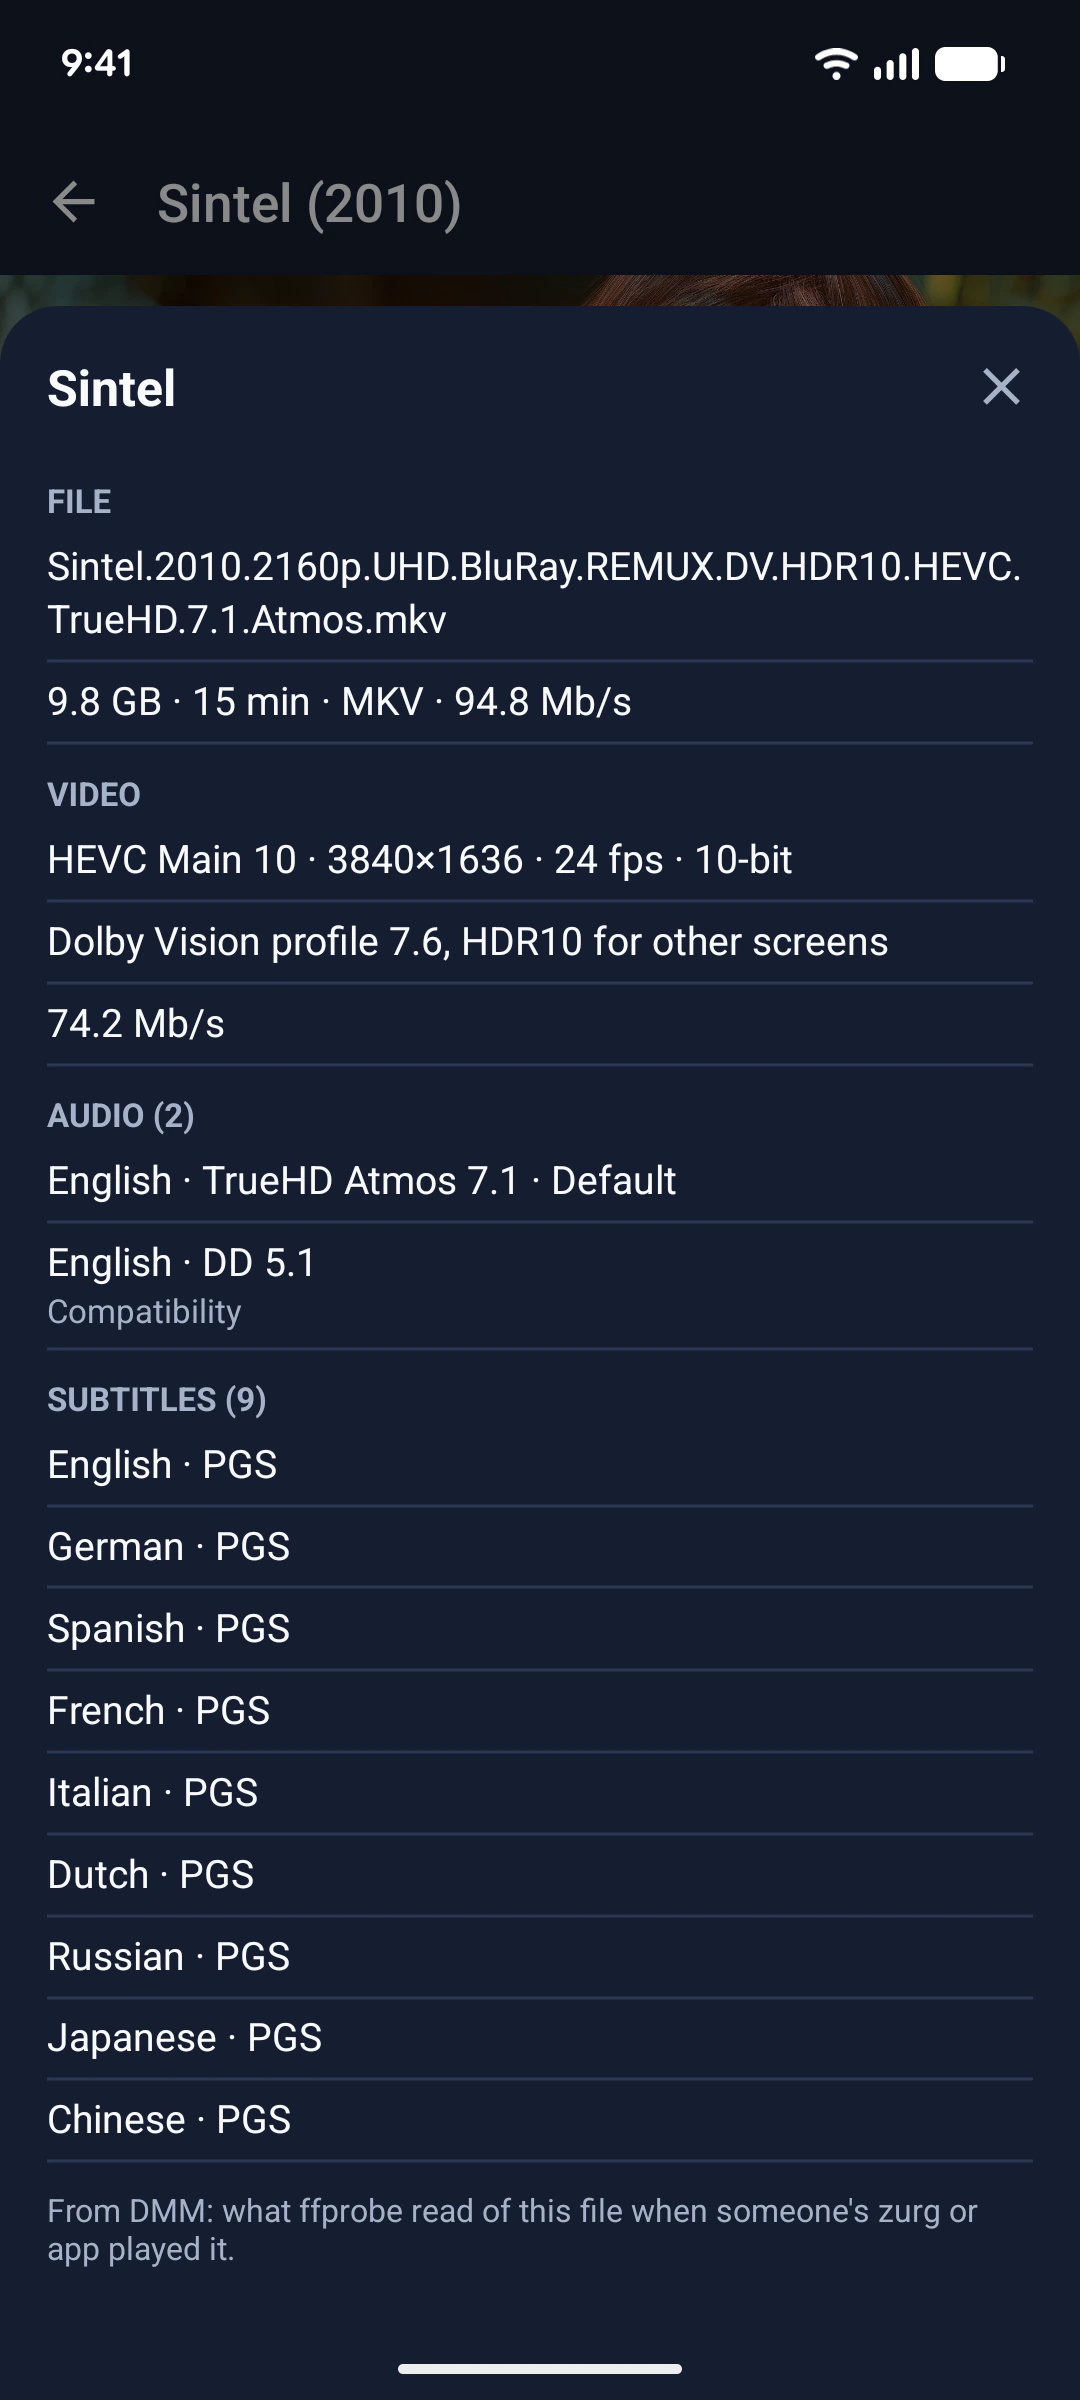 9:41
Sintel (2010)
Sintel
FILE
Sintel.2010.2160p.UHD.BluRay.REMUX.DV.HDR10.HEVC.
TrueHD.7.1.Atmos.mkv
9.8 GB · 15 min · MKV · 94.8 Mb/s
VIDEO
HEVC Main 10 · 3840×1636 · 24 fps · 10-bit
Dolby Vision profile 7.6, HDR10 for other screens
74.2 Mb/s
AUDIO (2)
English · TrueHD Atmos 7.1 · Default
English · DD 5.1
Compatibility
SUBTITLES (9)
English · PGS
German · PGS
Spanish · PGS
French · PGS
Italian · PGS
Dutch · PGS
Russian · PGS
Japanese · PGS
Chinese · PGS
From DMM: what ffprobe read of this file when someone's zurg or
app played it.